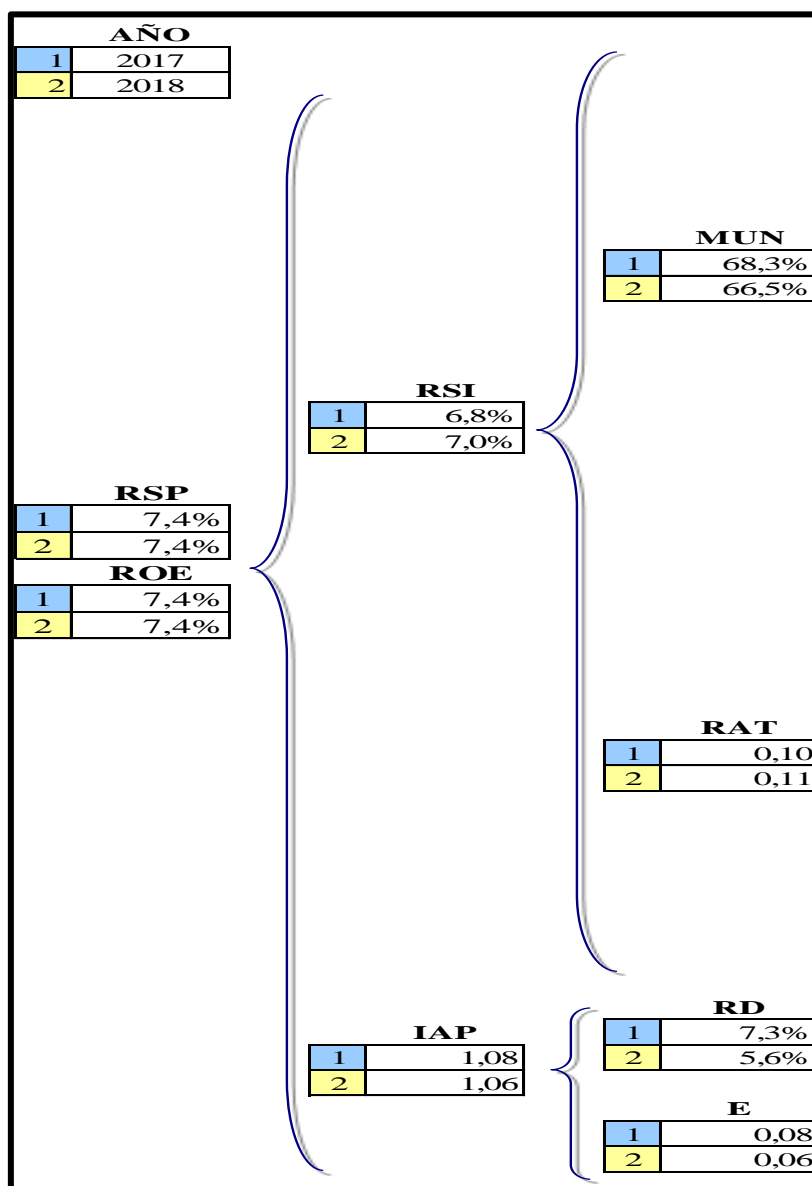 AÑO
1 2017
2 2018
MUN
1 68,3%
2 66,5%
RSI
1 6,8%
2 7,0%
RSP
1 7,4%
2 7,4%
ROE
1 7,4%
2 7,4%
RAT
1 0,10
2 0,11
IAP
1 1,08
2 1,06
RD
1 7,3%
2 5,6%
E
1 0,08
2 0,06